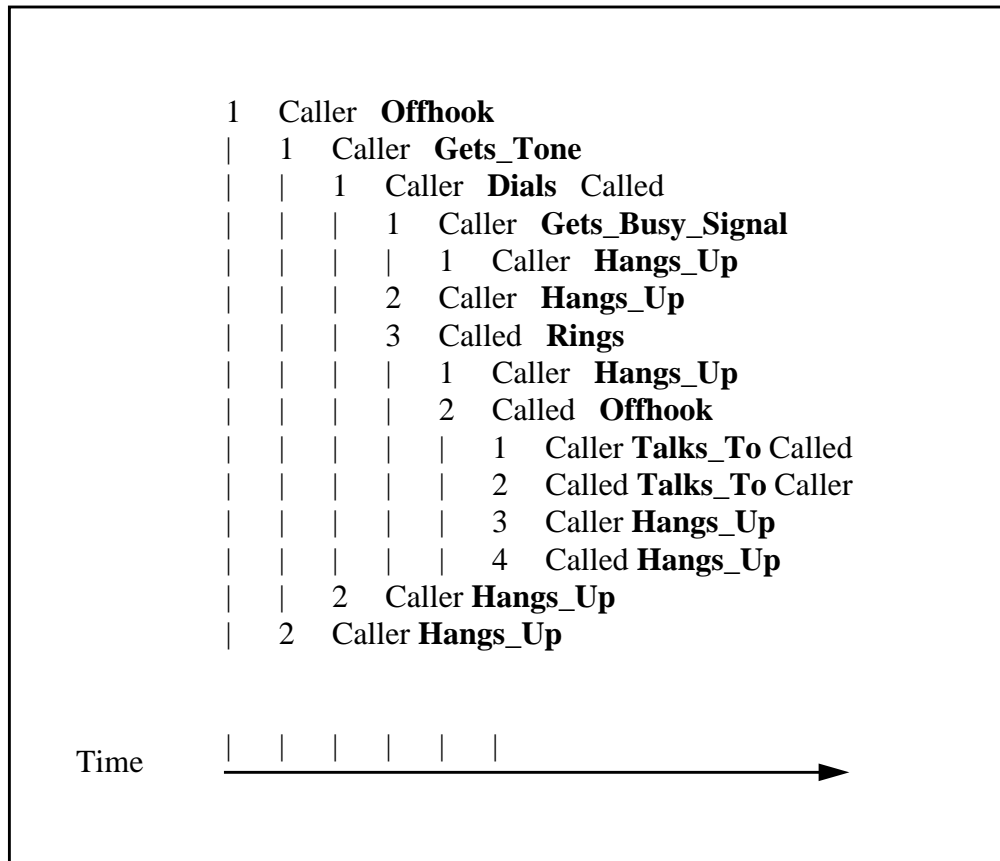 1 Caller Offhook
| 1 Caller Gets_Tone
| | 1 Caller Dials Called
| | | 1 Caller Gets_Busy_Signal
| | | | 1 Caller Hangs_Up
| | | 2 Caller Hangs_Up
| | | 3 Called Rings
| | | | 1 Caller Hangs_Up
| | | | 2 Called Offhook
| | | | | 1 Caller Talks_To Called
| | | | | 2 Called Talks_To Caller
| | | | | 3 Caller Hangs_Up
| | | | | 4 Called Hangs_Up
| | 2 Caller Hangs_Up
| 2 Caller Hangs_Up
Time | | | | | |